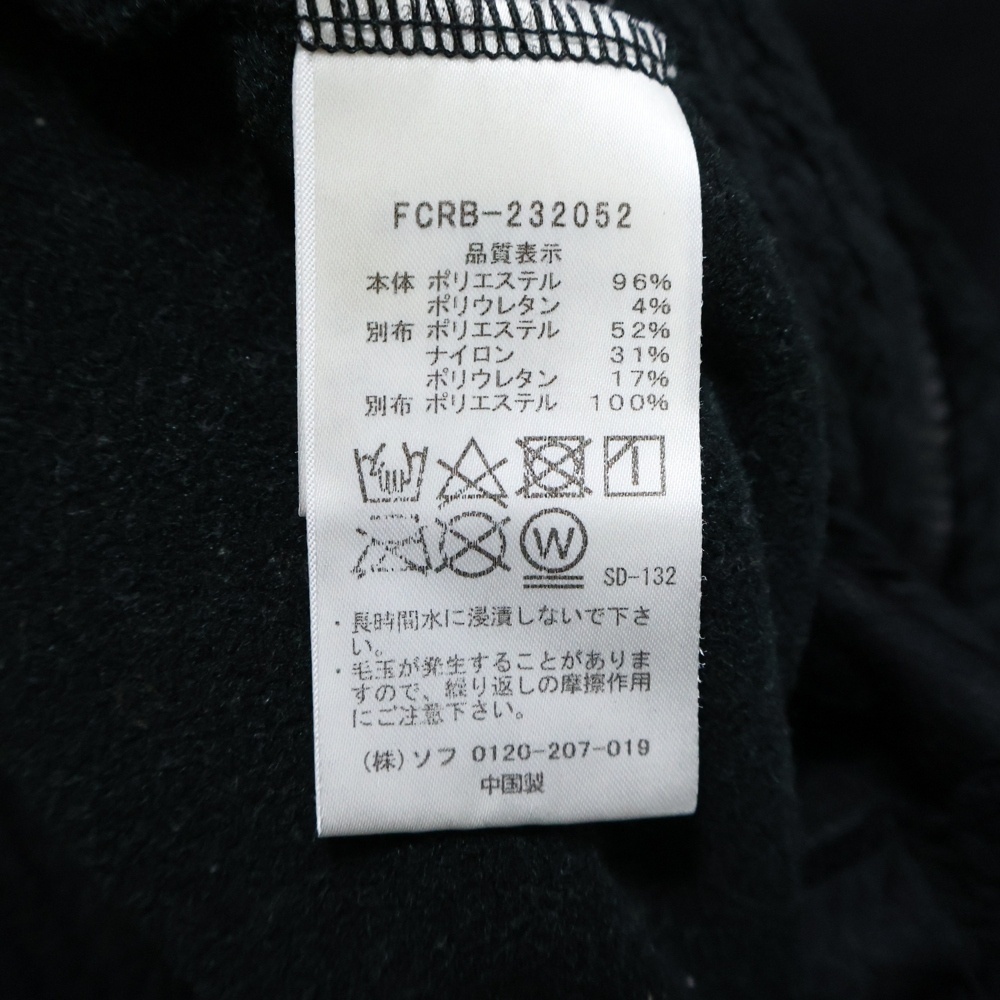 FCRB-232052
品質表示
本体 ポリエステル 96%
ポリウレタン 4%
別布 ポリエステル 52%
ナイロン 31%
ポリウレタン 17%
別布 ポリエステル 100%
W
SD-132
・長時間水に浸漬しないで下さ
い。
・毛玉が発生することがありま
すので、繰り返しの摩擦作用
にご注意下さい。
(株)ソフ 0120-207-019
中国製